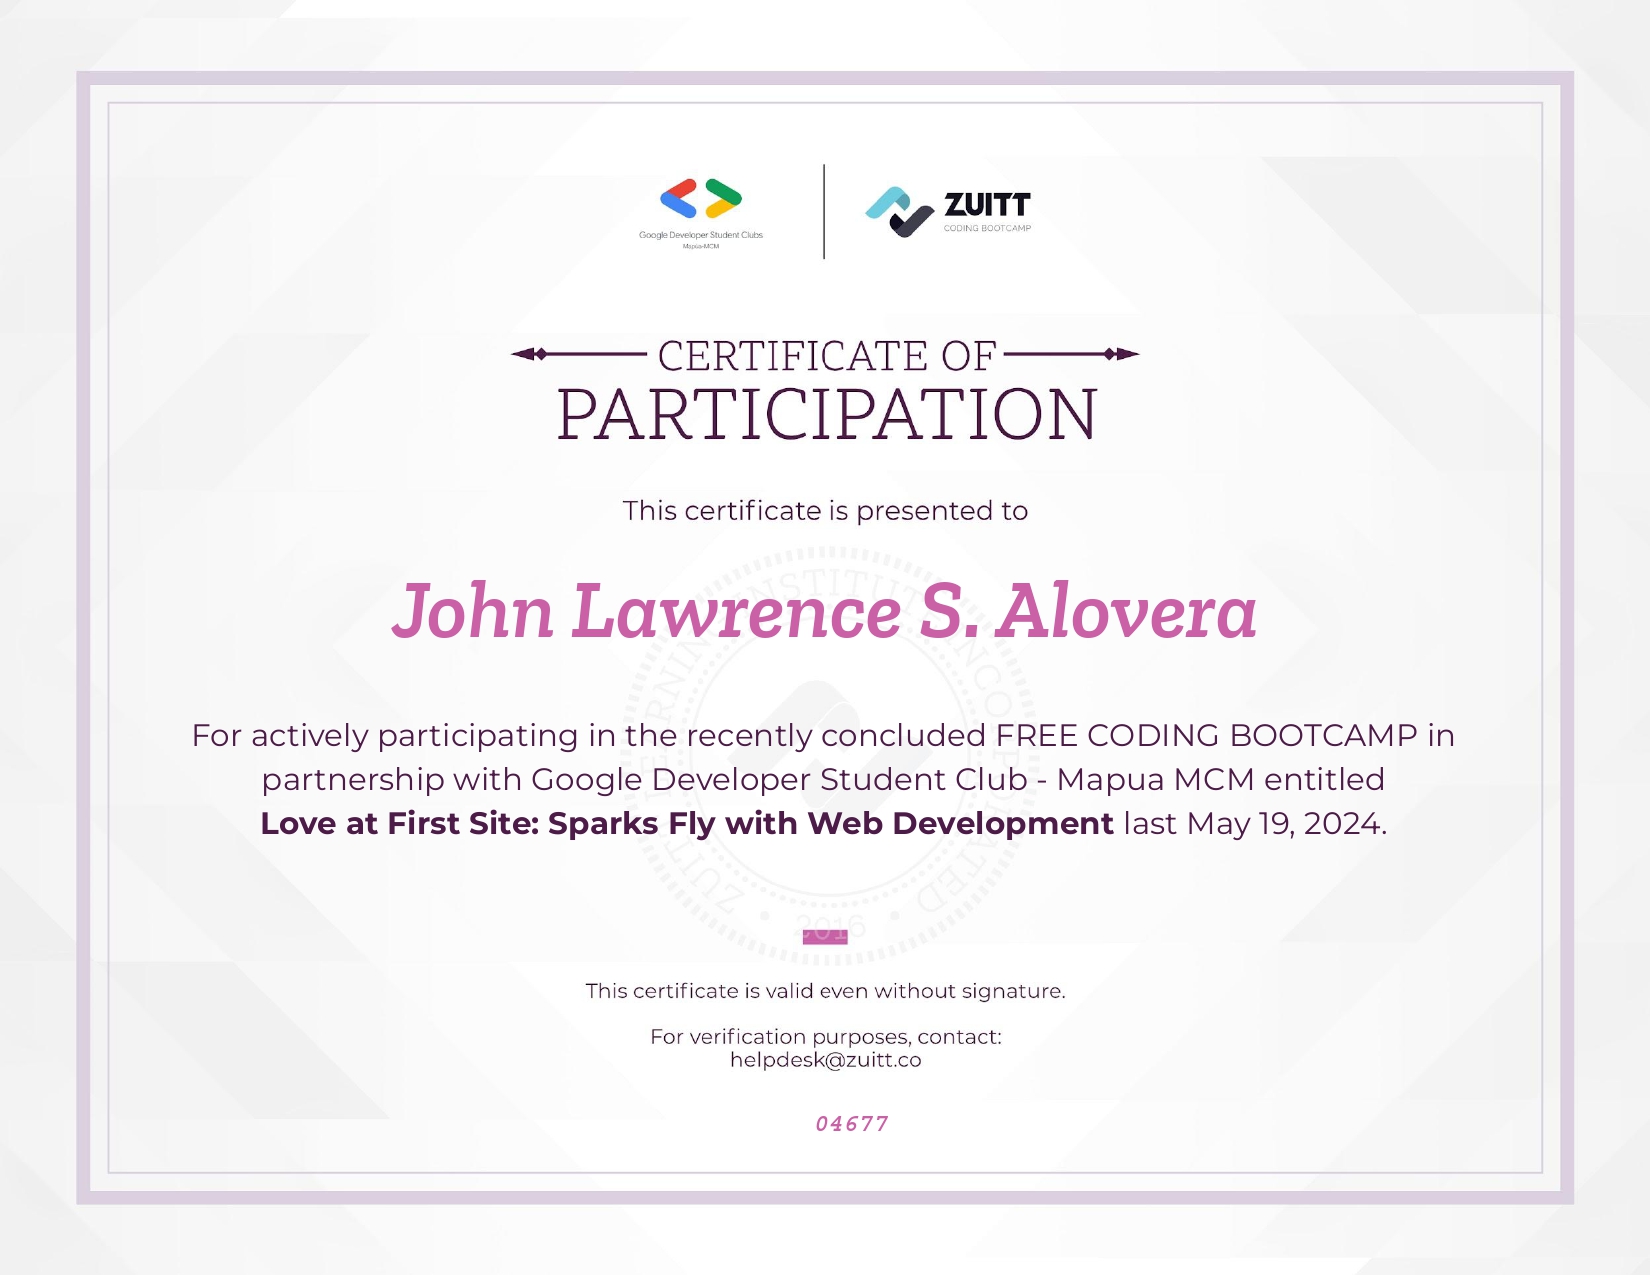 Google Developer Student Clubs
Mapúa-MCM
ZUITT
CODING BOOTCAMP
CERTIFICATE OF
PARTICIPATION
This certificate is presented to
John Lawrence S. Alovera
For actively participating in the recently concluded FREE CODING BOOTCAMP in
partnership with Google Developer Student Club - Mapua MCM entitled
Love at First Site: Sparks Fly with Web Development last May 19, 2024.
2016
This certificate is valid even without signature.
For verification purposes, contact:
helpdesk@zuitt.co
04677